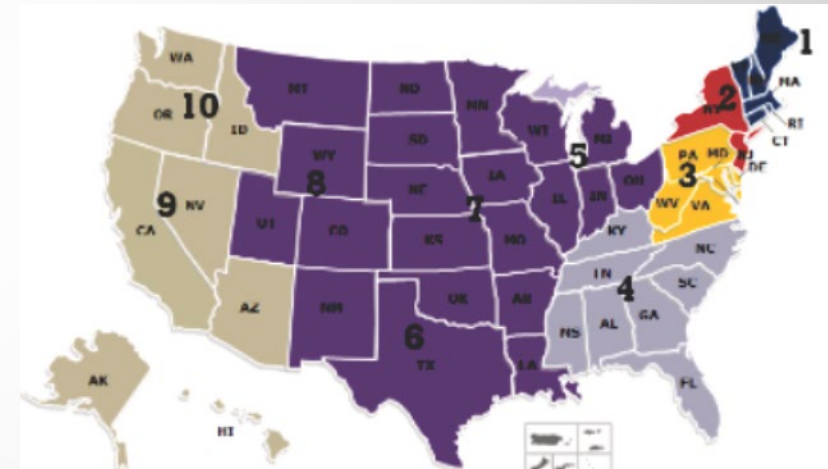 WA
MT
ND
MN
1
MA
OR
10
ID
SD
WI
MI
2
NY
RI
CT
WY
8
5
PA
MD
NJ
DE
3
9
NV
NE
IA
IL
IN
OH
WV
VA
CA
UT
CO
7
KS
MO
KY
NC
TN
AZ
NM
OK
AR
4
SC
6
TX
MS
AL
GA
LA
AK
FL
HI